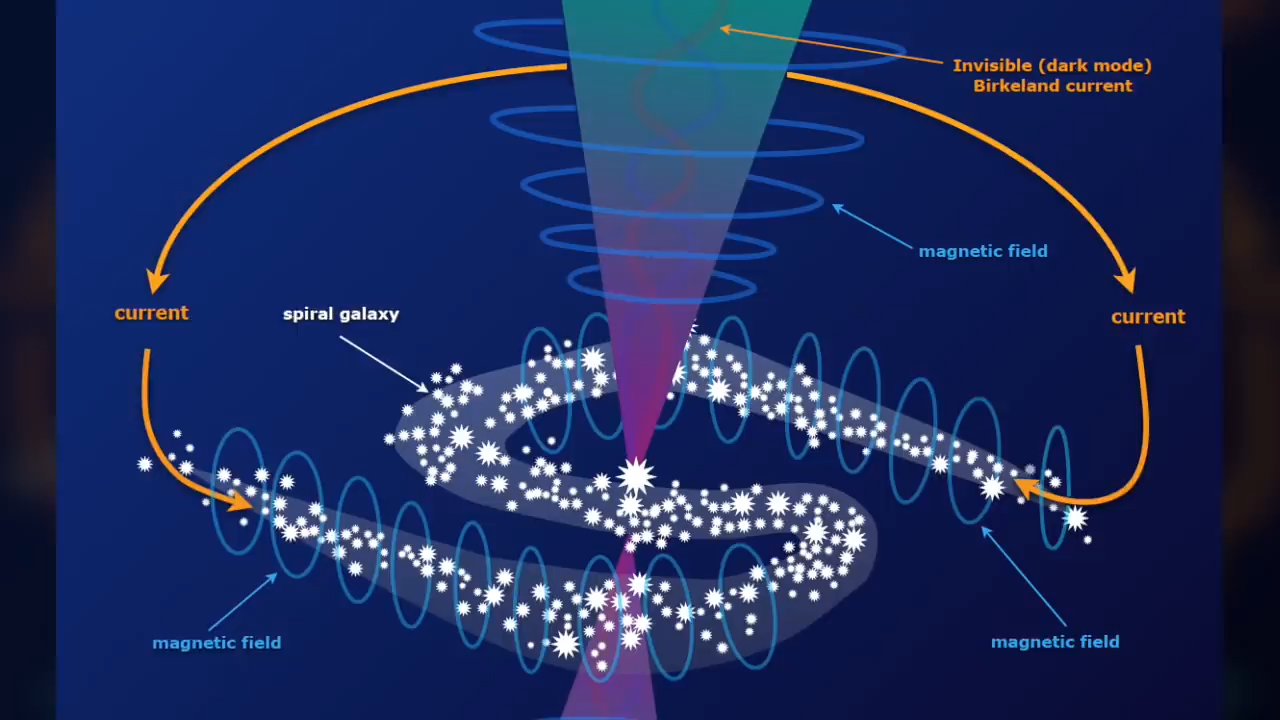 Invisible (dark mode)
Birkeland current
magnetic field
current
spiral galaxy
current
magnetic field
magnetic field